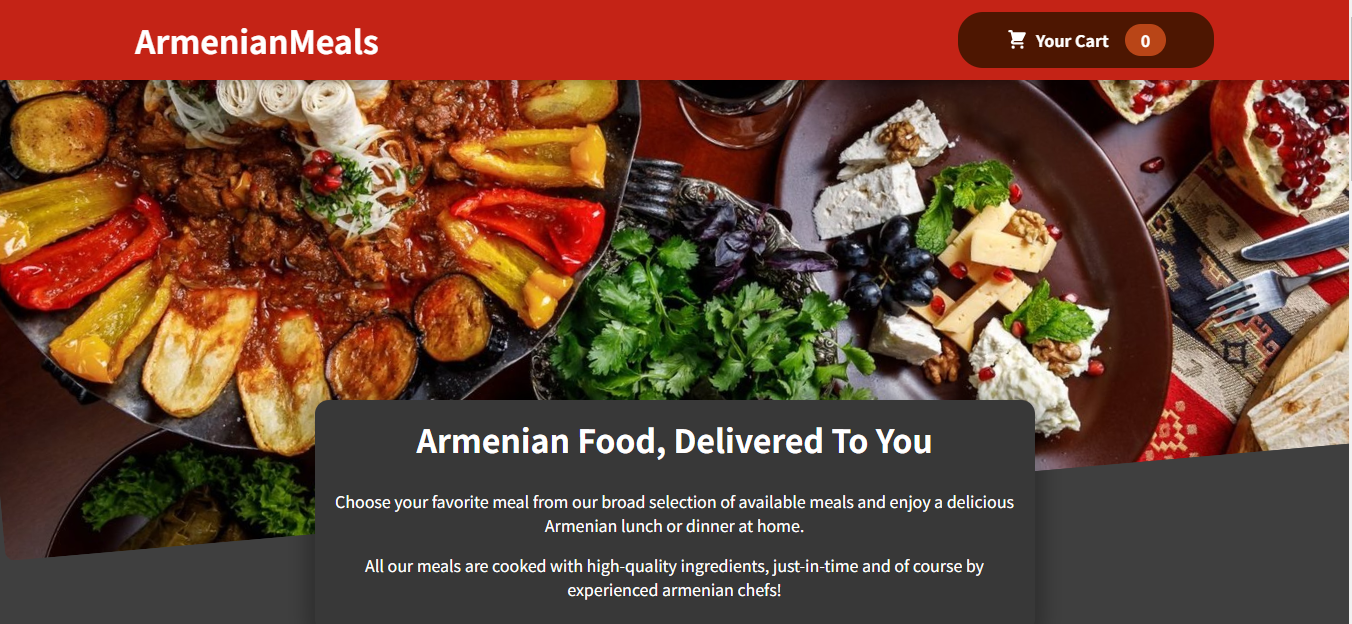 ArmenianMeals
Your Cart 0
Armenian Food, Delivered To You
Choose your favorite meal from our broad selection of available meals and enjoy a delicious
Armenian lunch or dinner at home.
All our meals are cooked with high-quality ingredients, just-in-time and of course by
experienced armenian chefs!